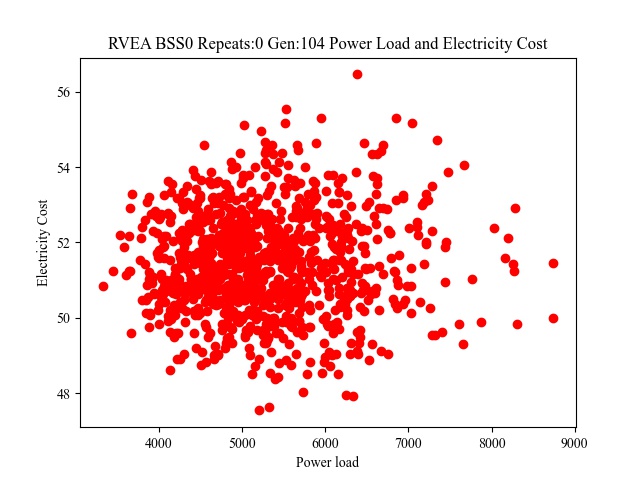 RVEA BSS0 Repeats:0 Gen:104 Power Load and Electricity Cost
56
54
52
50
48
Electricity Cost
4000 5000 6000 7000 8000 9000
Power load